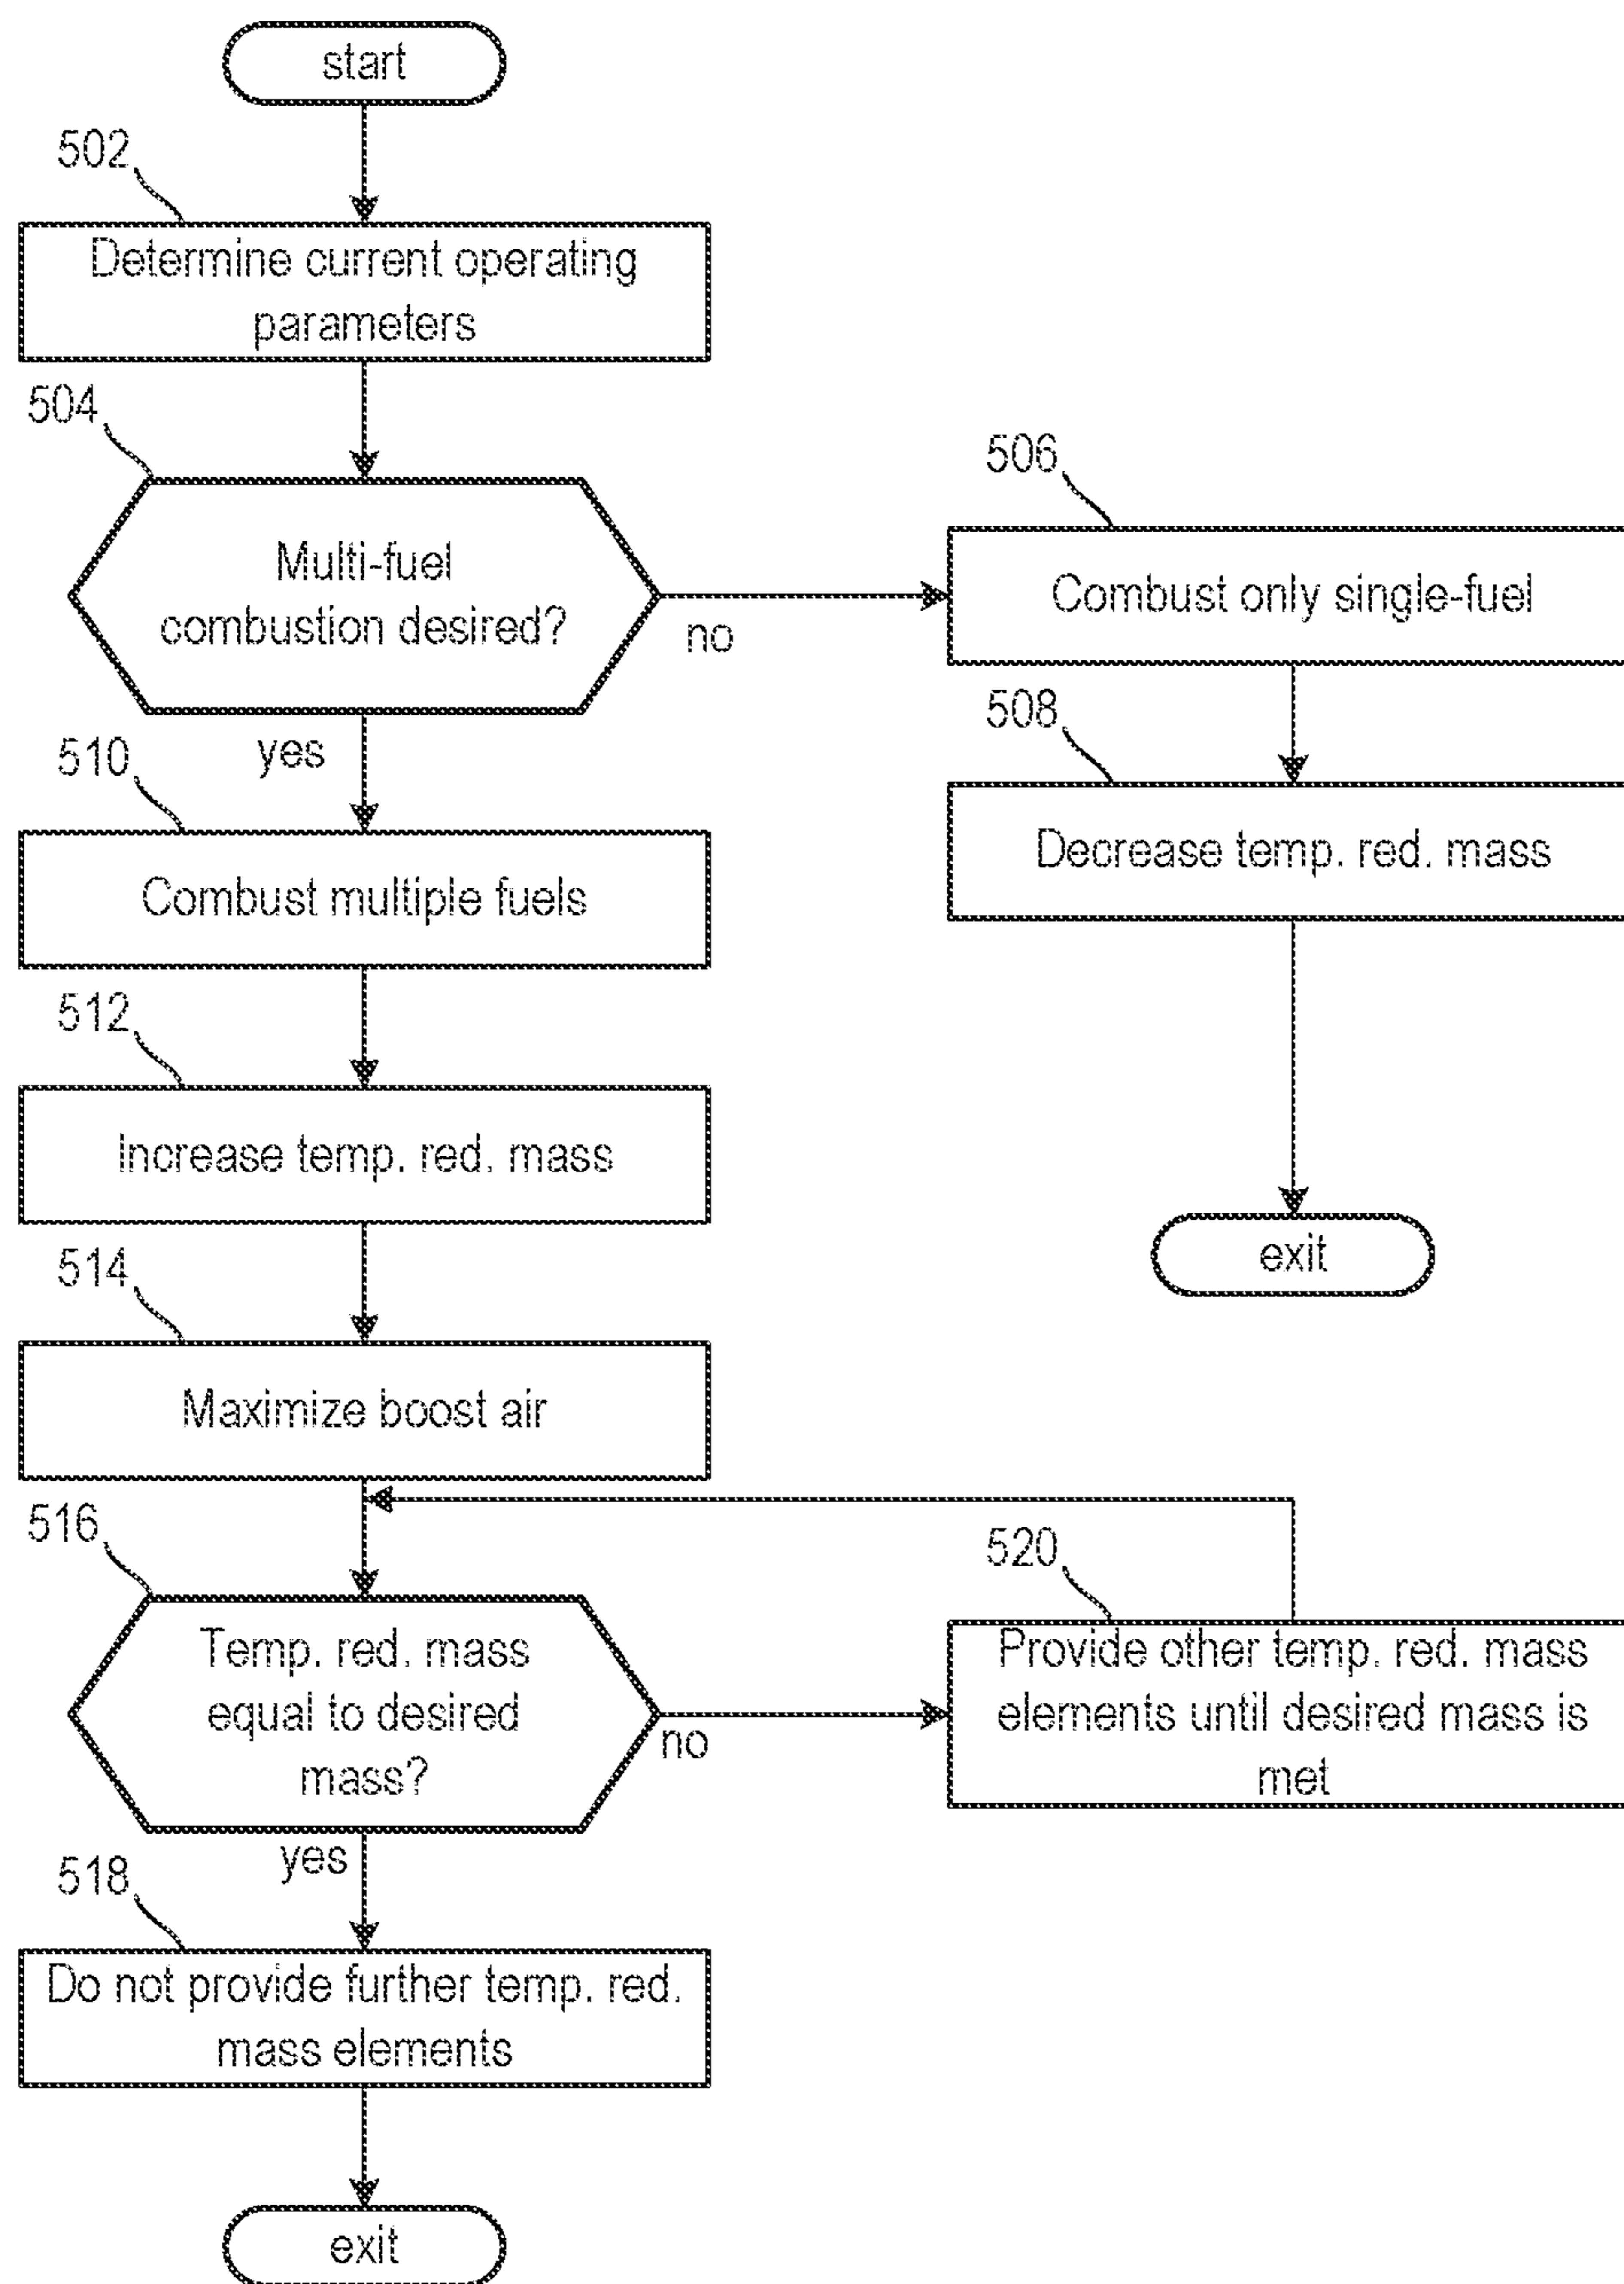 start
502
Determine current operating
parameters
504
Multi-fuel
combustion desired?
no
506
Combust only single-fuel
508
Decrease temp. red. mass
exit
yes
510
Combust multiple fuels
512
Increase temp. red. mass
514
Maximize boost air
516
Temp. red. mass
equal to desired
mass?
no
520
Provide other temp. red. mass
elements until desired mass is
met
yes
518
Do not provide further temp. red.
mass elements
exit